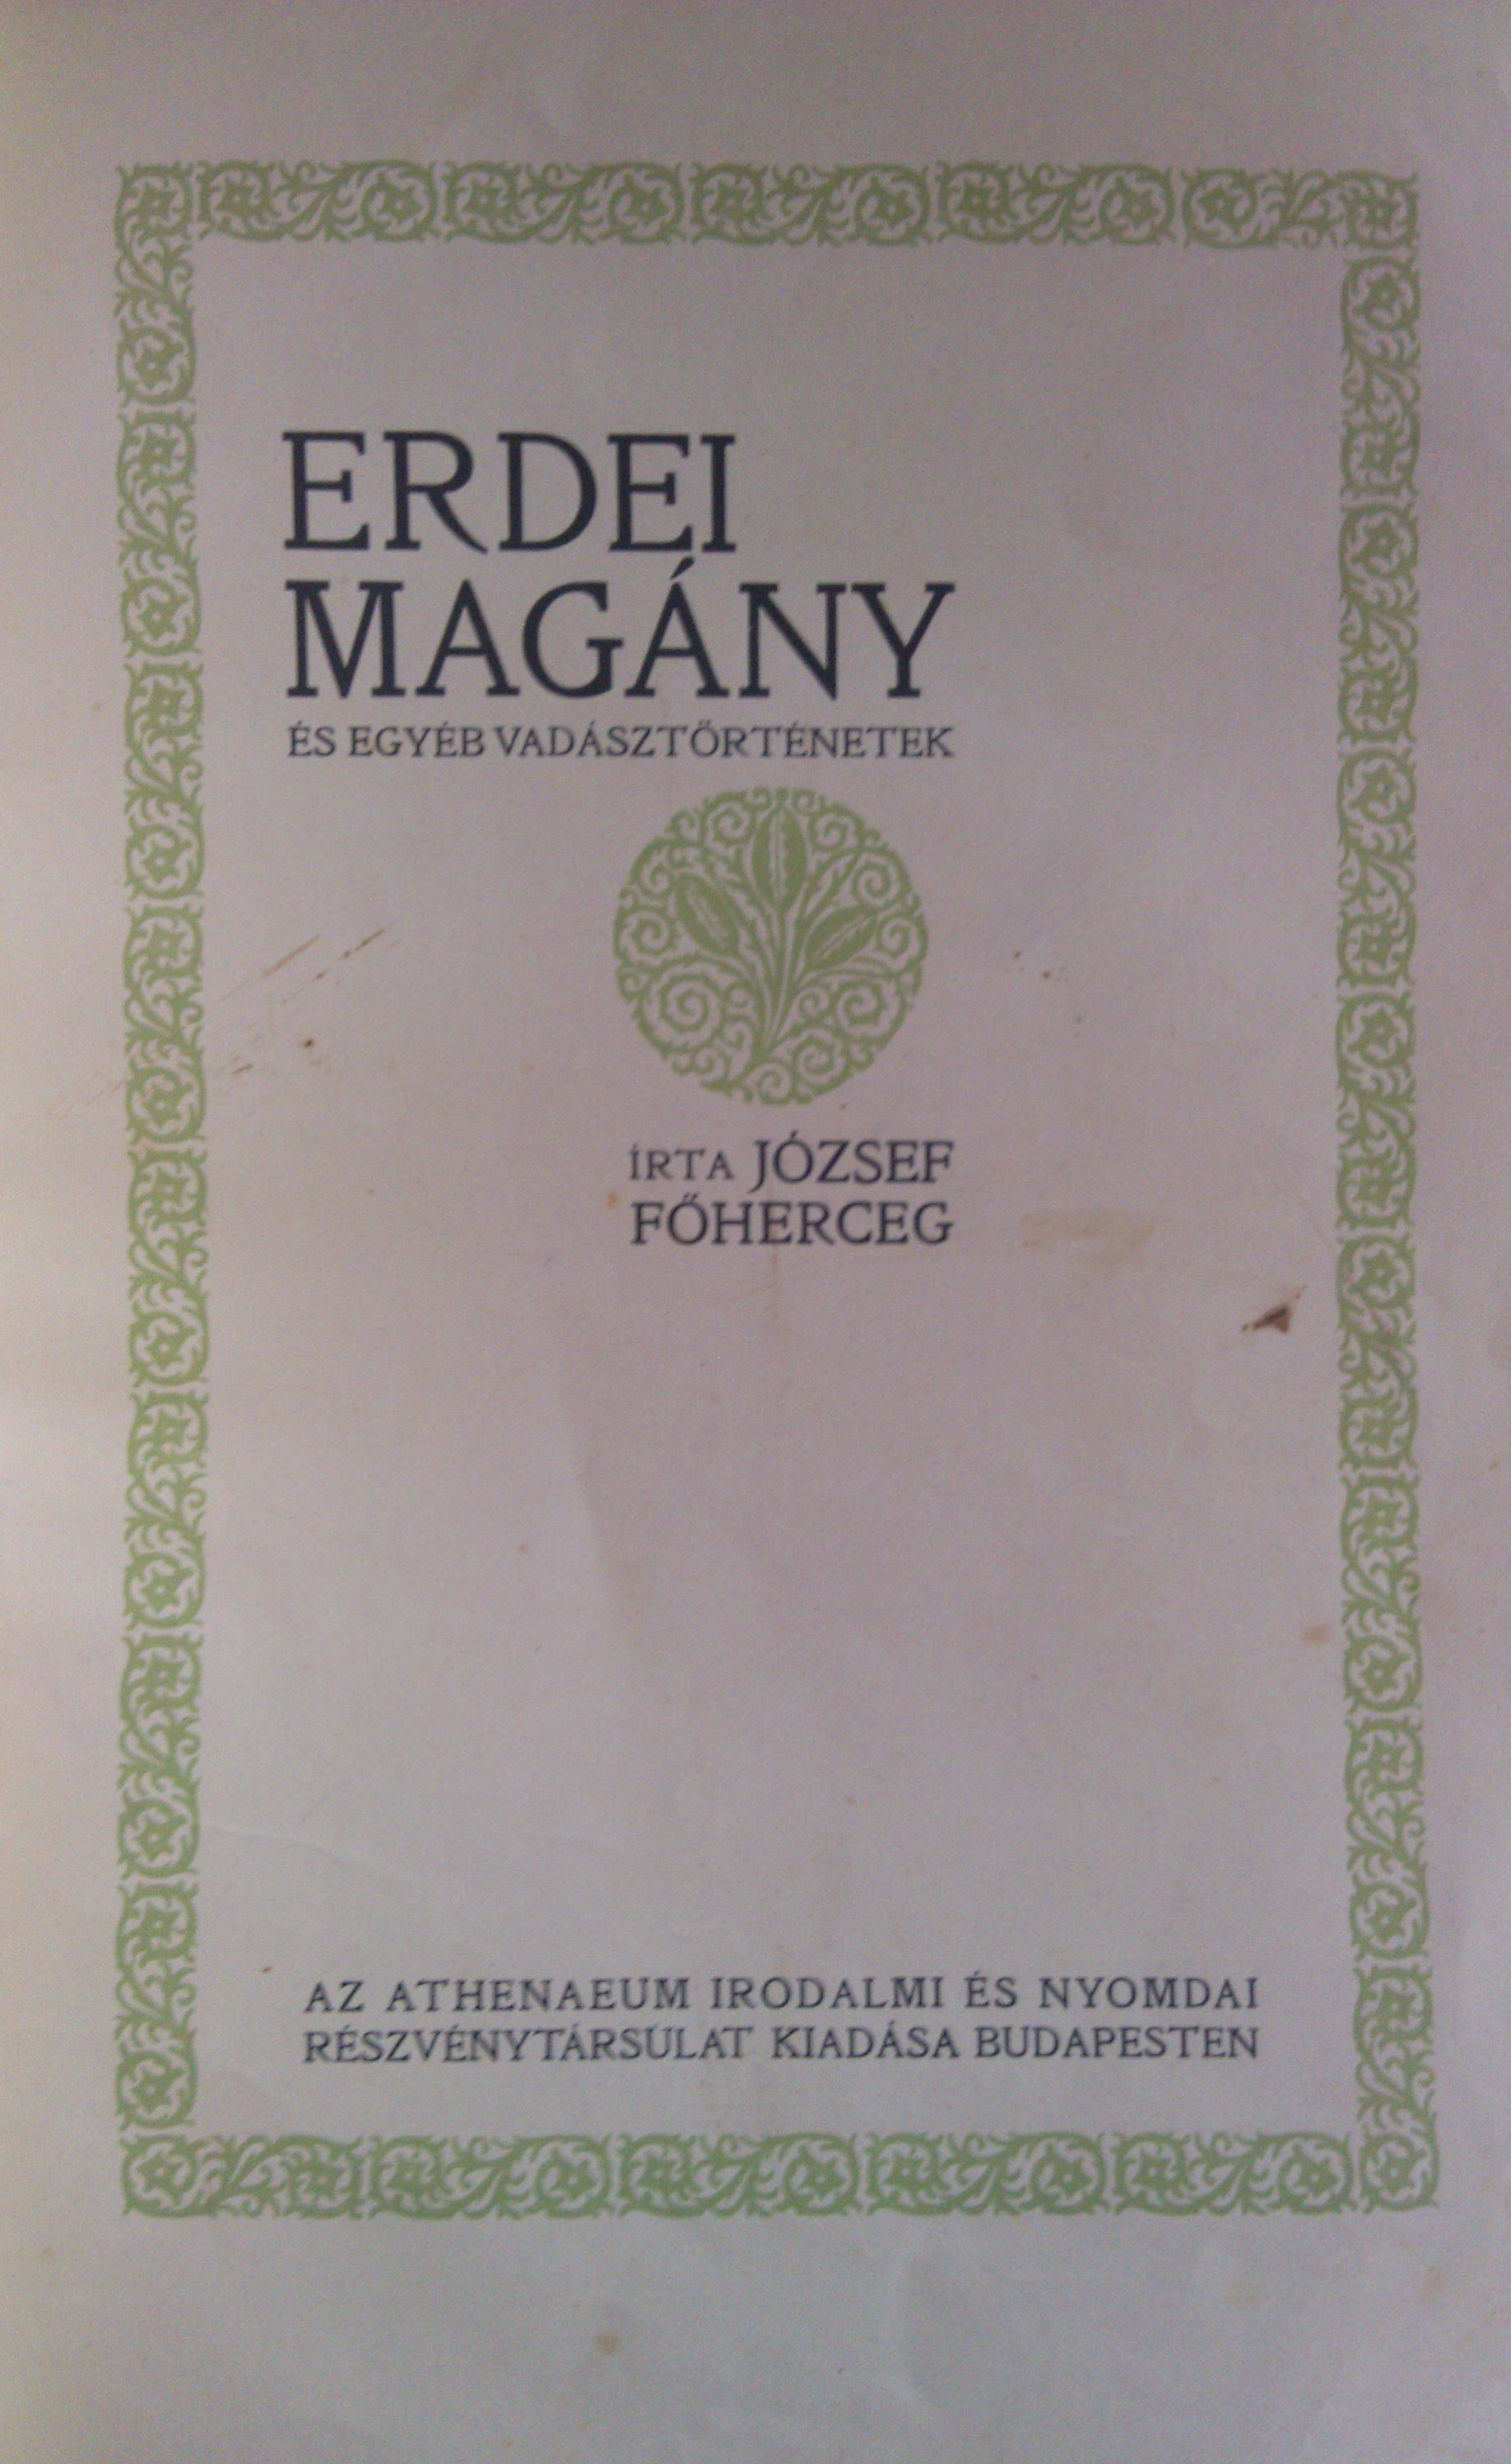 ERDEI
MAGÁNY
ÉS EGYÉB VADÁSZTÖRTÉNETEK
ÍRTA JÓZSEF
FŐHERCEG
AZ ATHENAEUM IRODALMI ÉS NYOMDAI
RÉSZVÉNYTÁRSULAT KIADÁSA BUDAPESTEN